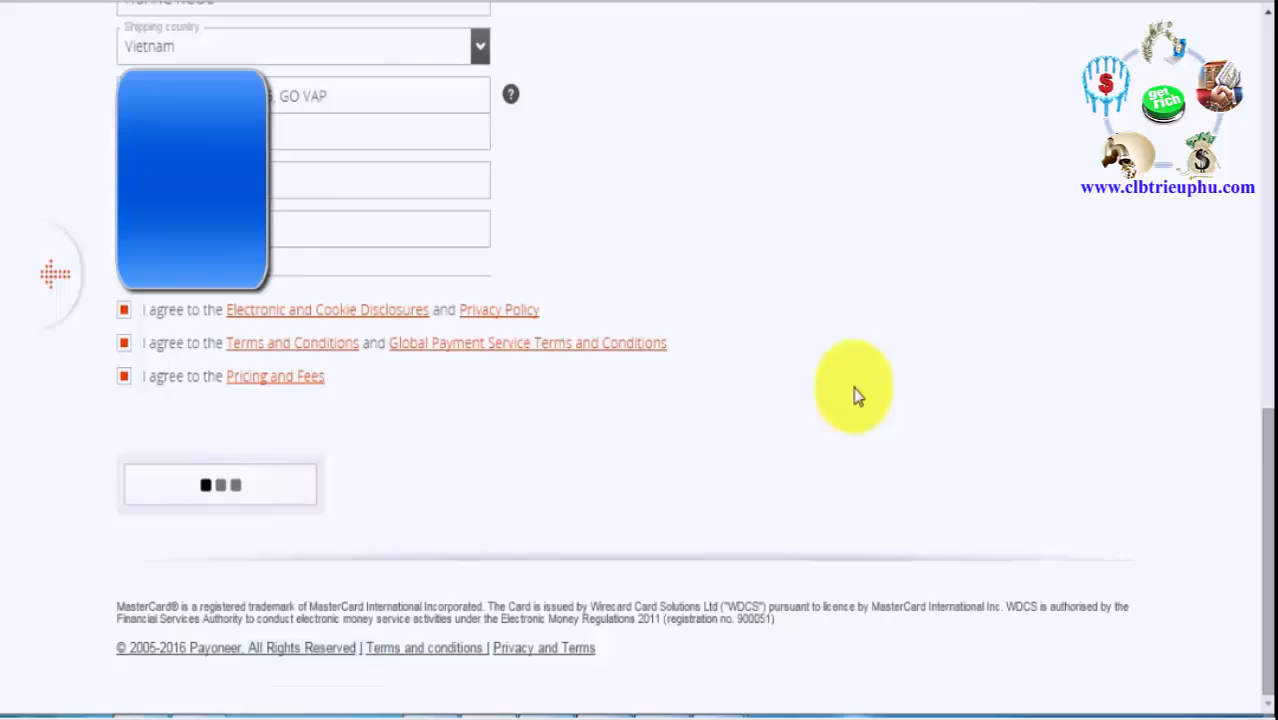 Shipping country
Vietnam
, GO VAP
?
I agree to the Electronic and Cookie Disclosures and Privacy Policy
I agree to the Terms and Conditions and Global Payment Service Terms and Conditions
I agree to the Pricing and Fees
MasterCard® is a registered trademark of MasterCard International Incorporated. The Card is issued by Wirecard Card Solutions Ltd ("WDCS") pursuant to licence by MasterCard International Inc. WDCS is authorised by the
Financial Services Authority to conduct electronic money service activities under the Electronic Money Regulations 2011 (registration no. 900051)
© 2005-2016 Payoneer, All Rights Reserved | Terms and conditions | Privacy and Terms
$
get
rich
$
www.clbtrieuphu.com